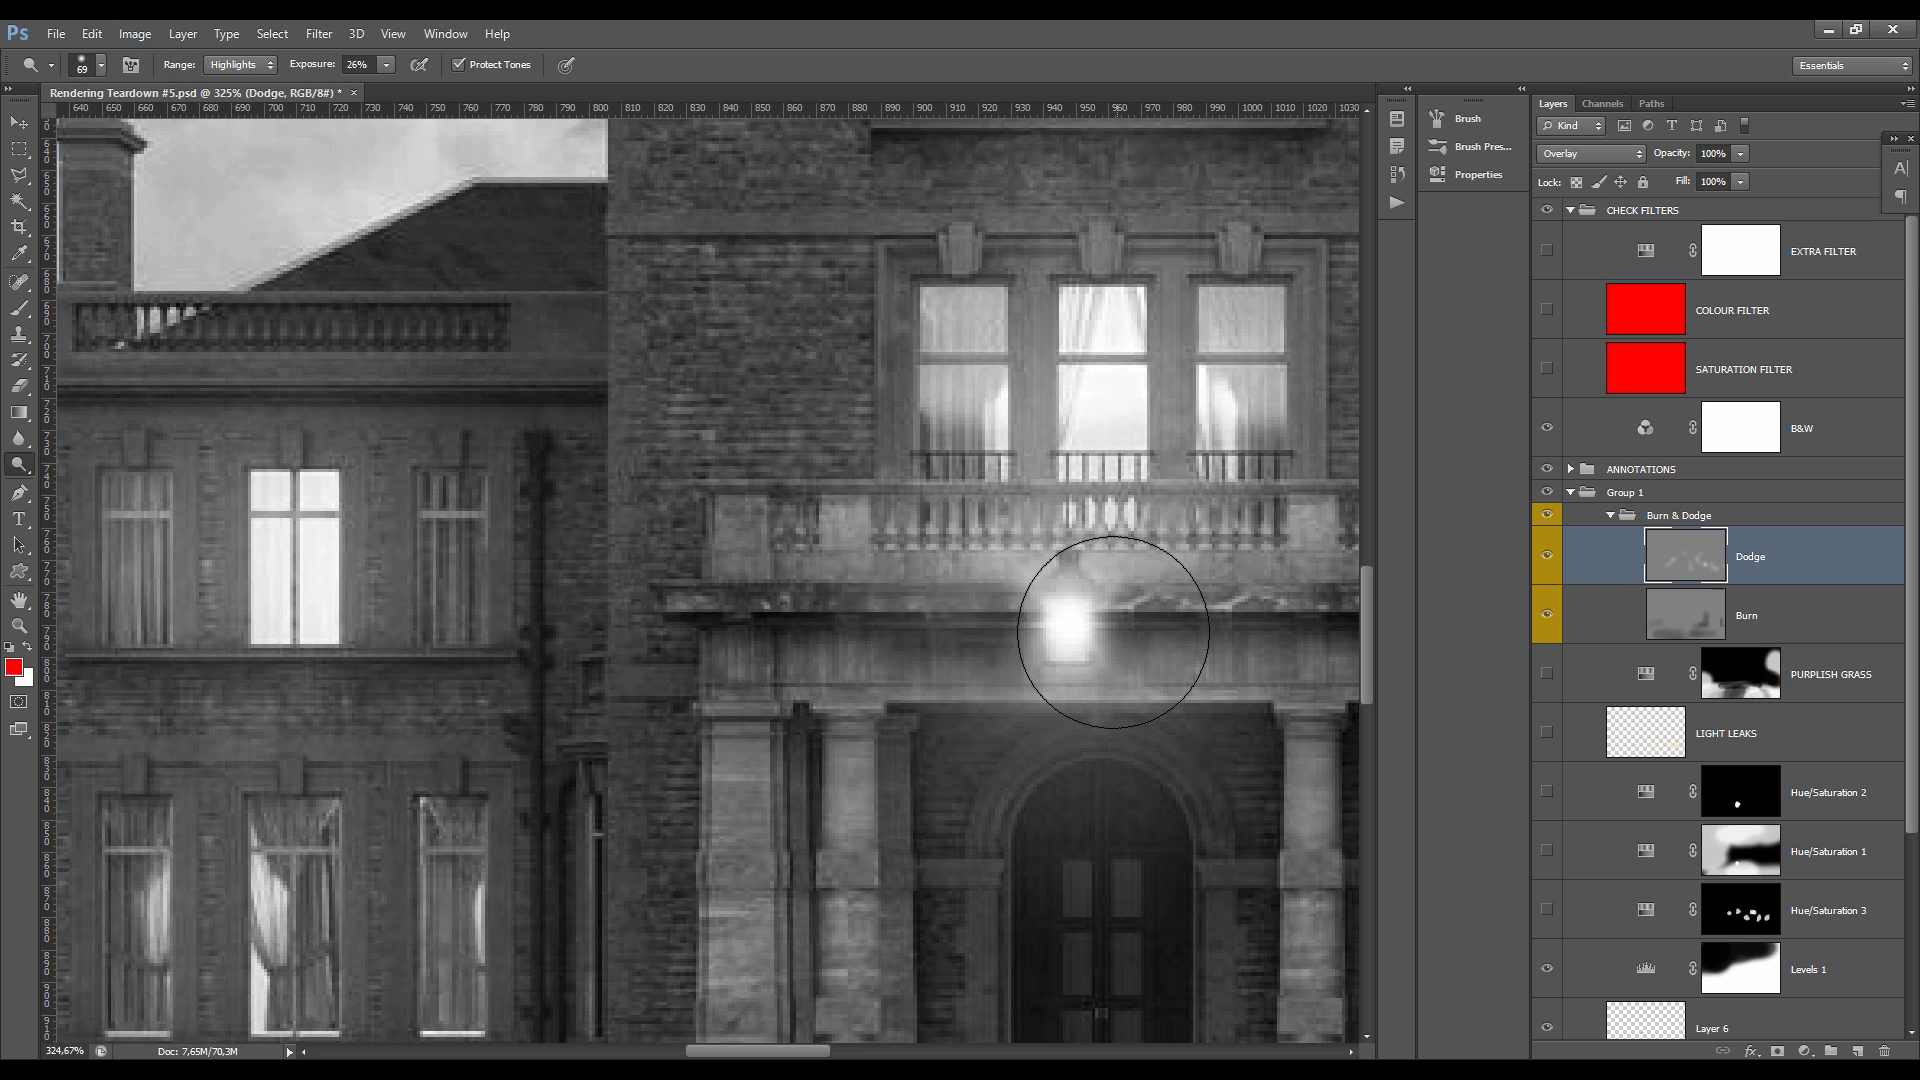 Ps File Edit Image Layer Type Select Filter 3D View Window Help
69 Range: Highlights Exposure: 26% Protect Tones Essentials
Rendering Teardown #5.psd @ 325% (Dodge, RGB/8#) * ×
640 650 660 670 680 690 700 710 720 730 740 750 760 770 780 790 800 810 820 830 840 850 860 870 880 890 900 910 920 930 940 950 960 970 980 990 1000 1010 1020 1030
Brush
Brush Pres...
Properties
Layers Channels Paths
Kind
Overlay Opacity: 100%
Lock: Fill: 100%
CHECK FILTERS
EXTRA FILTER
COLOUR FILTER
SATURATION FILTER
B&W
ANNOTATIONS
Group 1
Burn & Dodge
Dodge
Burn
PURPLISH GRASS
LIGHT LEAKS
Hue/Saturation 2
Hue/Saturation 1
Hue/Saturation 3
Levels 1
Layer 6
324,67% Doc: 7,65M/70,3M